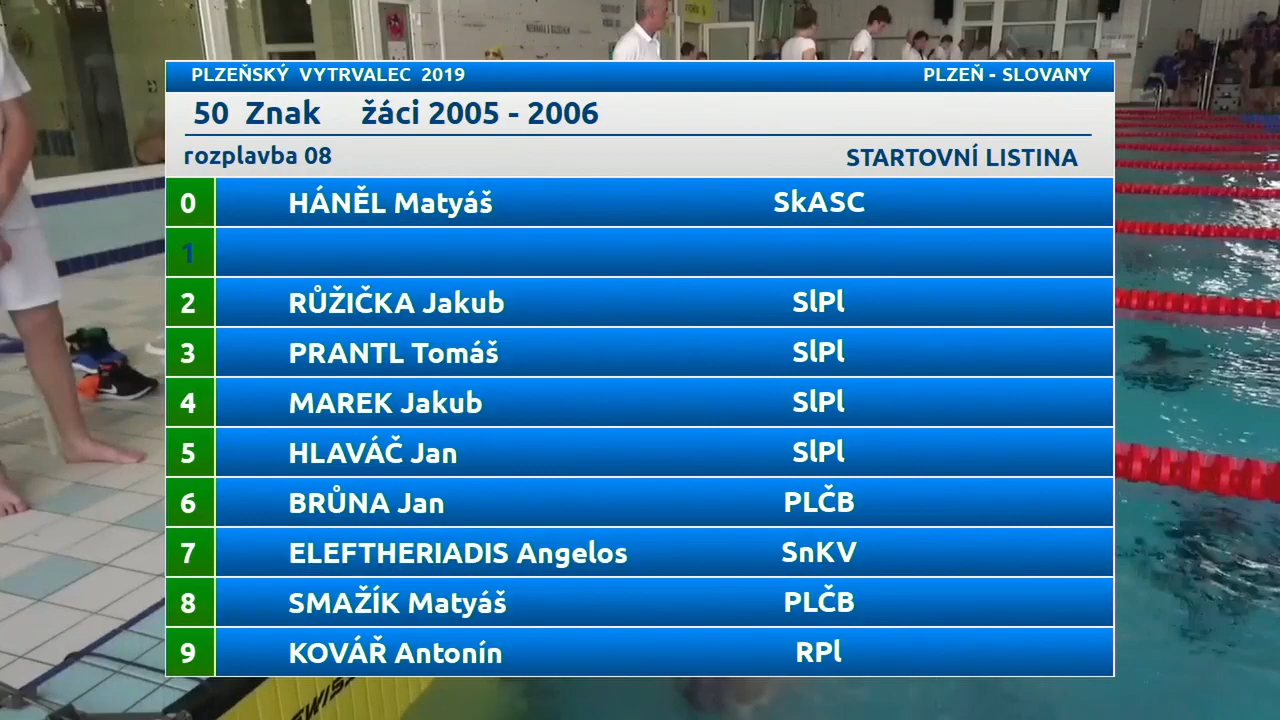 PLZEŇSKÝ VYTRVALEC 2019 PLZEŇ - SLOVANY
50 Znak žáci 2005 - 2006
rozplavba 08 STARTOVNÍ LISTINA
0 HÁNĚL Matyáš SkASC
1
2 RŮŽIČKA Jakub SlPl
3 PRANTL Tomáš SlPl
4 MAREK Jakub SlPl
5 HLAVÁČ Jan SlPl
6 BRŮNA Jan PLČB
7 ELEFTHERIADIS Angelos SnKV
8 SMAŽÍK Matyáš PLČB
9 KOVÁŘ Antonín RPl